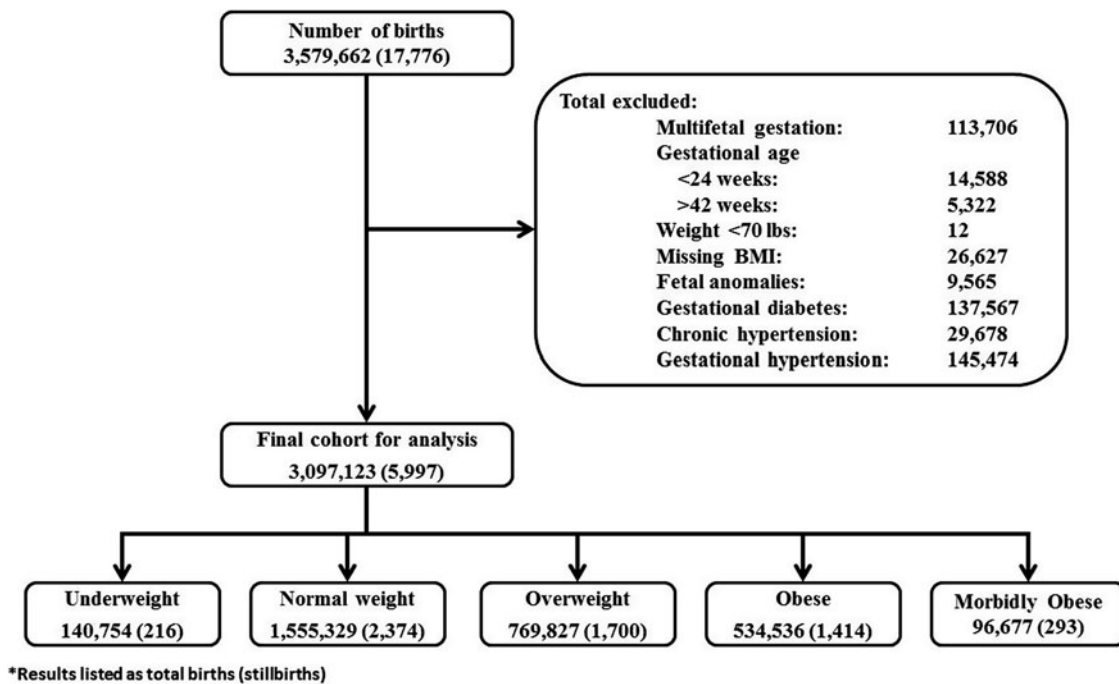 Number of births
3,579,662 (17,776)
Total excluded:
Multifetal gestation: 113,706
Gestational age
<24 weeks: 14,588
>42 weeks: 5,322
Weight <70 lbs: 12
Missing BMI: 26,627
Fetal anomalies: 9,565
Gestational diabetes: 137,567
Chronic hypertension: 29,678
Gestational hypertension: 145,474
Final cohort for analysis
3,097,123 (5,997)
Underweight
140,754 (216)
Normal weight
1,555,329 (2,374)
Overweight
769,827 (1,700)
Obese
534,536 (1,414)
Morbidly Obese
96,677 (293)
*Results listed as total births (stillbirths)